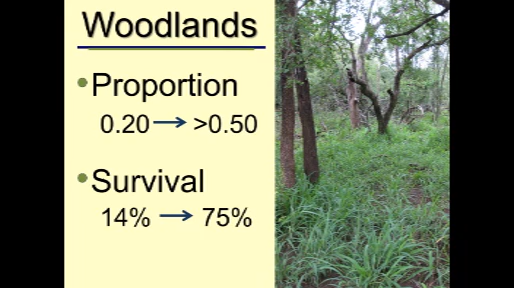 Woodlands
•Proportion
0.20 → >0.50
•Survival
14% → 75%